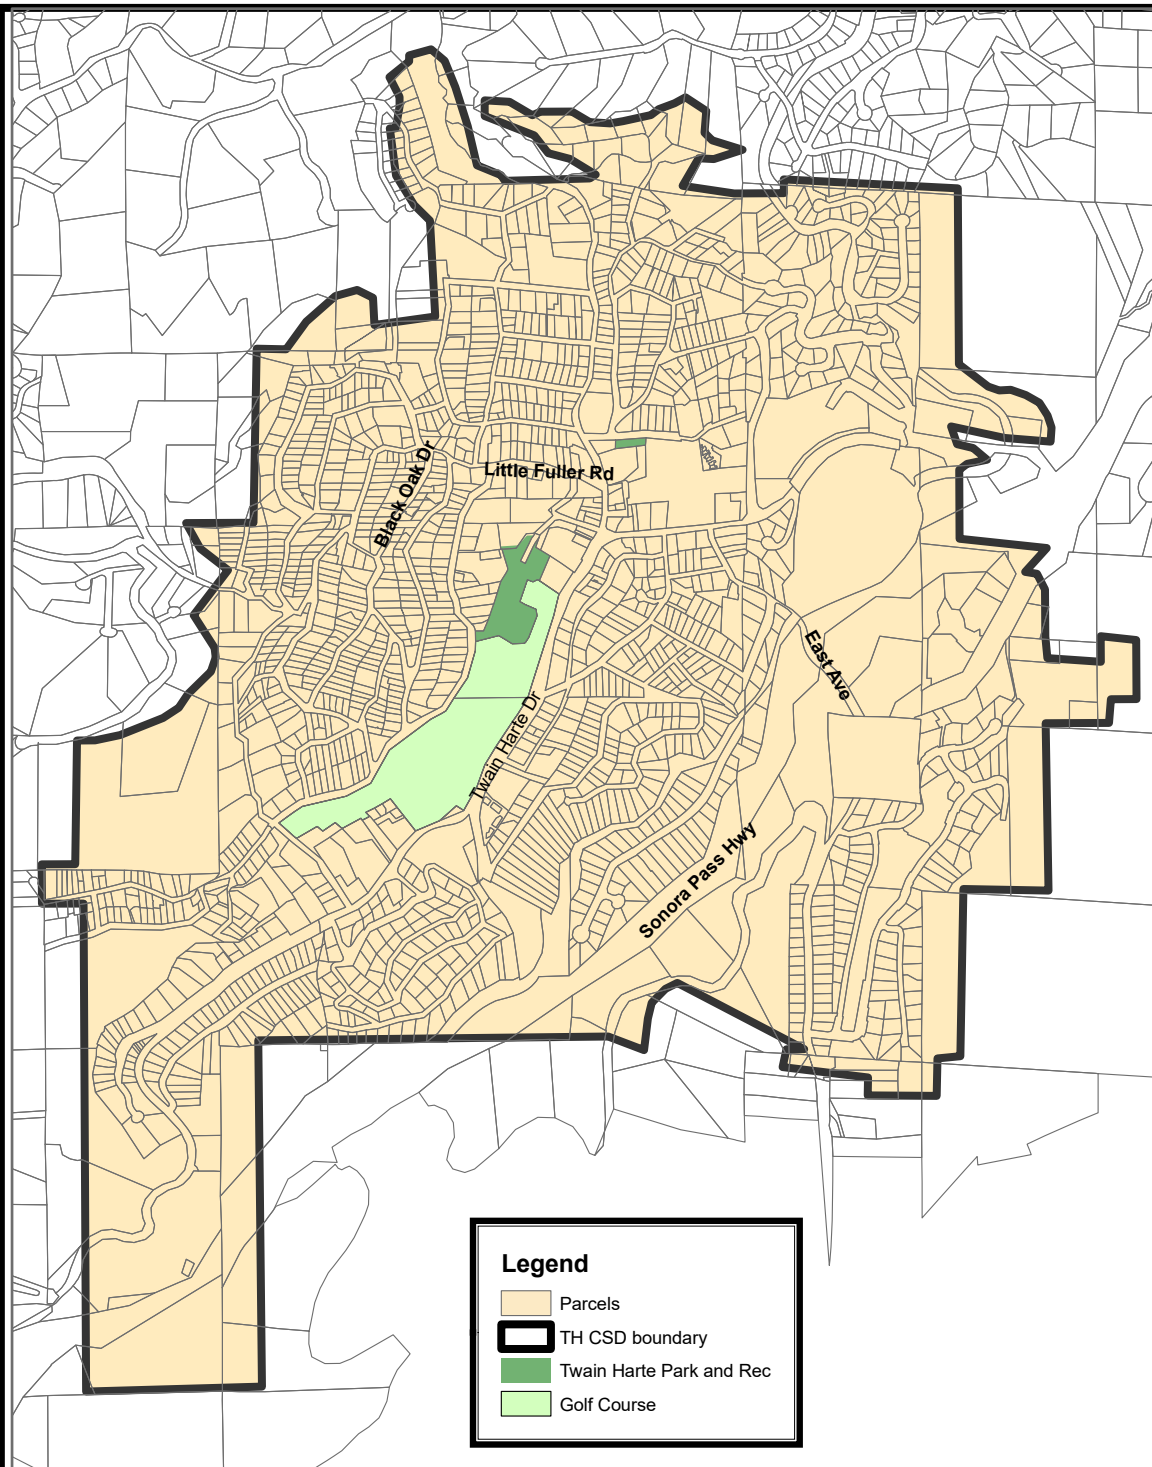 Black Oak Dr
Little Fuller Rd
East Ave
Twain Harte Dr
Sonora Pass Hwy
Legend
Parcels
TH CSD boundary
Twain Harte Park and Rec
Golf Course